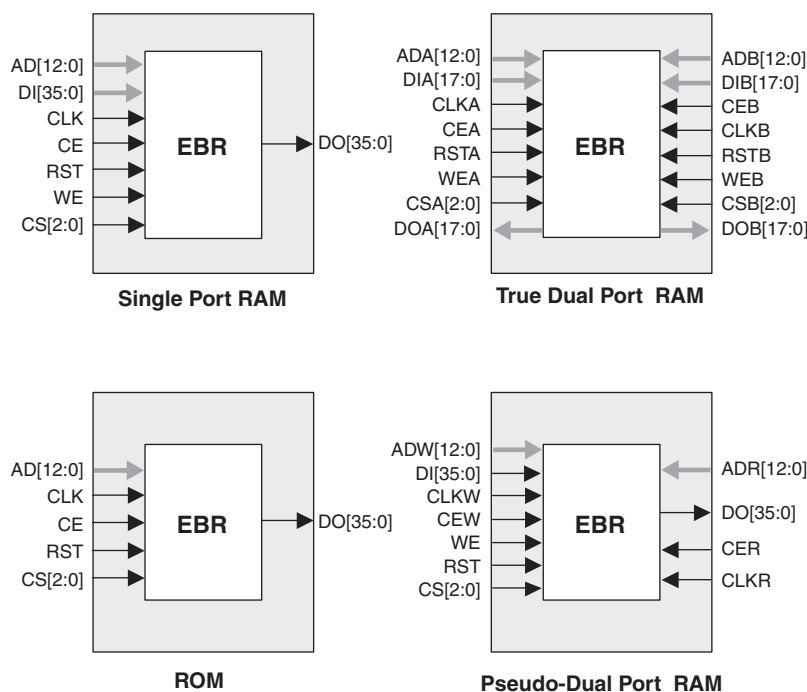 AD[12:0]
DI[35:0]
CLK
CE
RST
WE
CS[2:0]
EBR
DO[35:0]
Single Port RAM
ADA[12:0]
DIA[17:0]
CLKA
CEA
RSTA
WEA
CSA[2:0]
DOA[17:0]
EBR
ADB[12:0]
DIB[17:0]
CEB
CLKB
RSTB
WEB
CSB[2:0]
DOB[17:0]
True Dual Port RAM
AD[12:0]
CLK
CE
RST
CS[2:0]
EBR
DO[35:0]
ROM
ADW[12:0]
DI[35:0]
CLKW
CEW
WE
RST
CS[2:0]
EBR
ADR[12:0]
DO[35:0]
CER
CLKR
Pseudo-Dual Port RAM